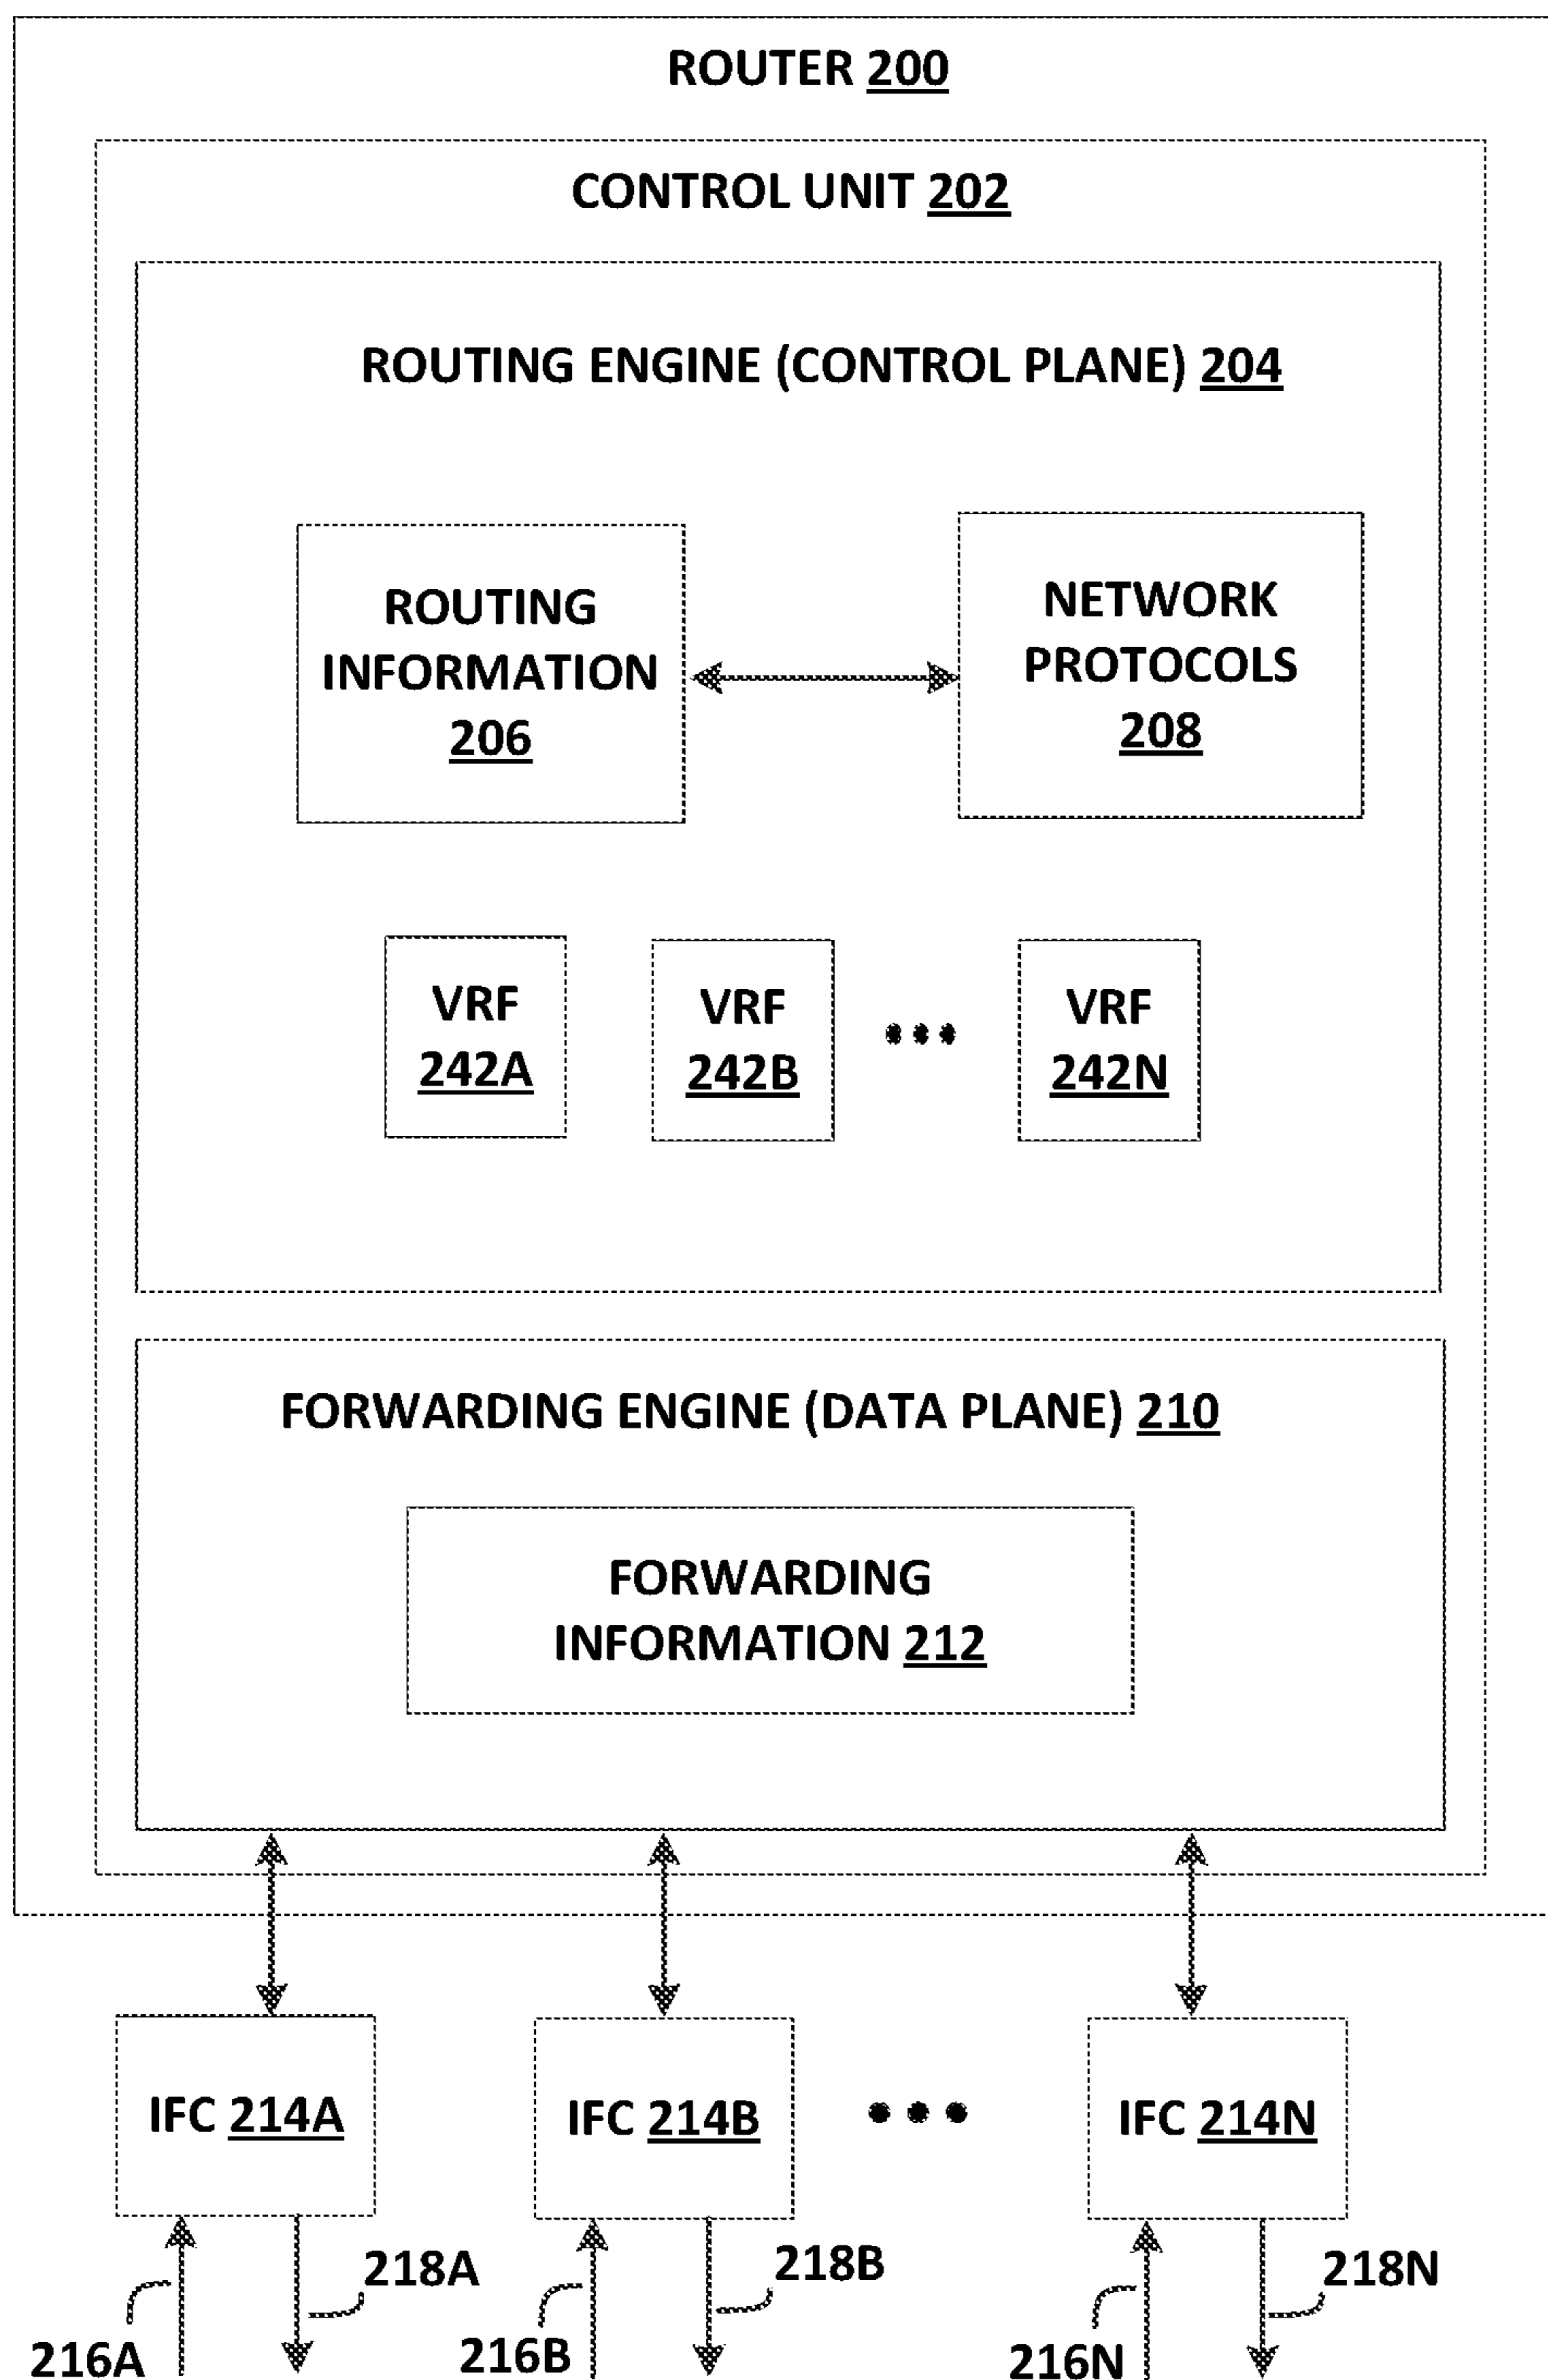 ROUTER 200
CONTROL UNIT 202
ROUTING ENGINE (CONTROL PLANE) 204
ROUTING
INFORMATION
206
NETWORK
PROTOCOLS
208
VRF
242A
VRF
242B
VRF
242N
FORWARDING ENGINE (DATA PLANE) 210
FORWARDING
INFORMATION 212
IFC 214A
IFC 214B
IFC 214N
216A
218A
216B
218B
216N
218N